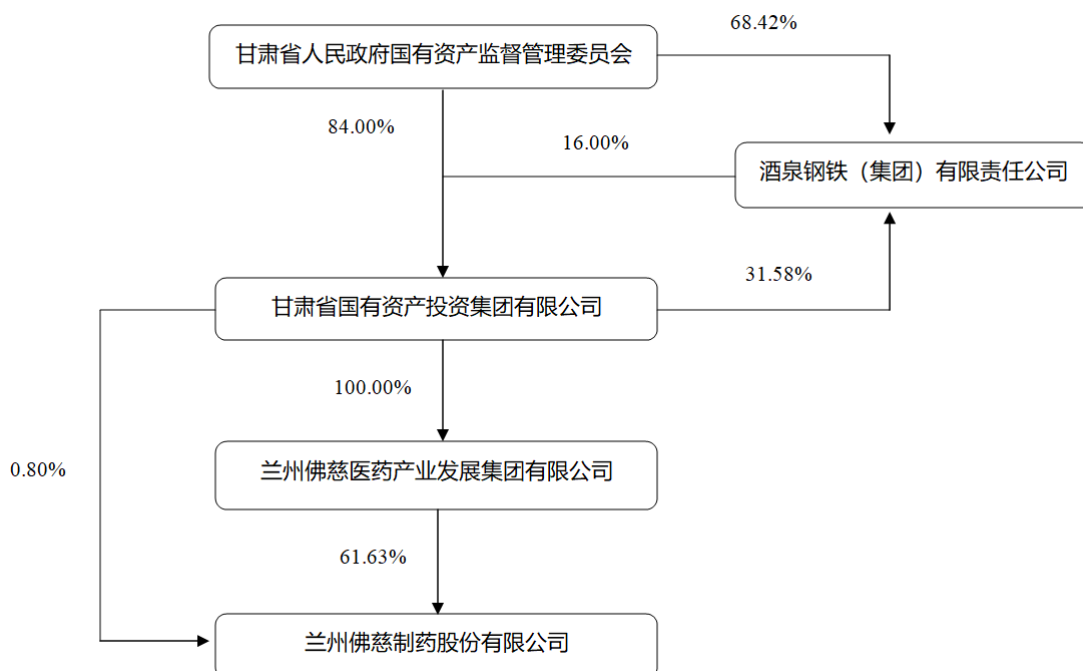 68.42%
甘肃省人民政府国有资产监督管理委员会
84.00%
16.00%
酒泉钢铁（集团）有限责任公司
31.58%
甘肃省国有资产投资集团有限公司
100.00%
0.80%
兰州佛慈医药产业发展集团有限公司
61.63%
兰州佛慈制药股份有限公司